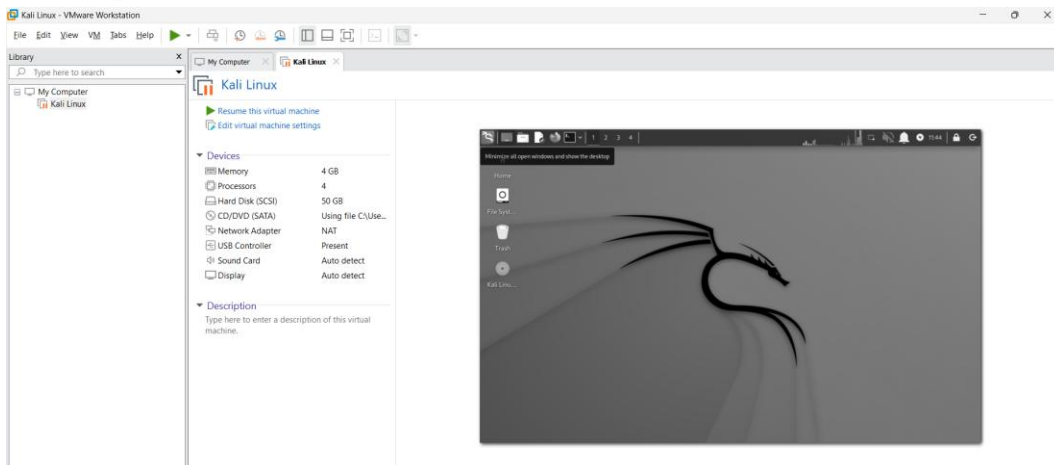 Kali Linux - VMware Workstation
File Edit View VM Tabs Help
Library X
Type here to search
My Computer
Kali Linux
My Computer
Kali Linux
Kali Linux
Resume this virtual machine
Edit virtual machine settings
Devices
Memory 4 GB
Processors 4
Hard Disk (SCSI) 50 GB
CD/DVD (SATA) Using file C:\Use...
Network Adapter NAT
USB Controller Present
Sound Card Auto detect
Display Auto detect
Description
Type here to enter a description of this virtual
machine.
1 2 3 4
Minimize all open windows and show the desktop
Home
File Syst...
Trash
Kali Linu...